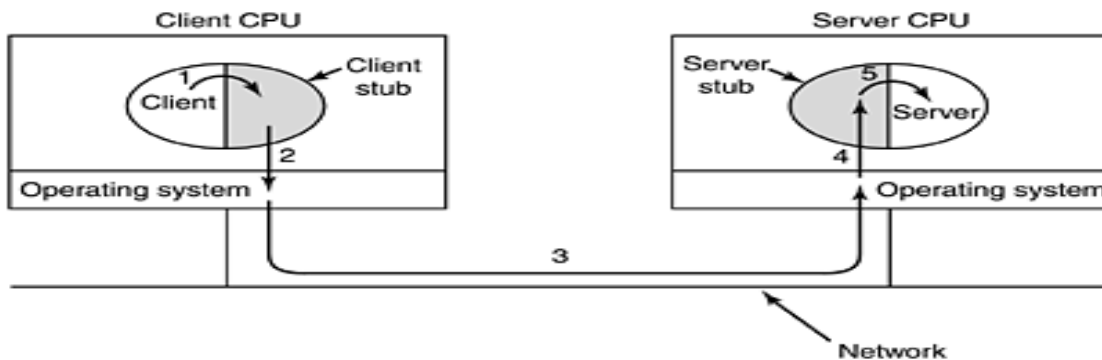 Client CPU
Server CPU
1
Client
Client
stub
2
Operating system
Server
stub
5
Server
4
Operating system
3
Network